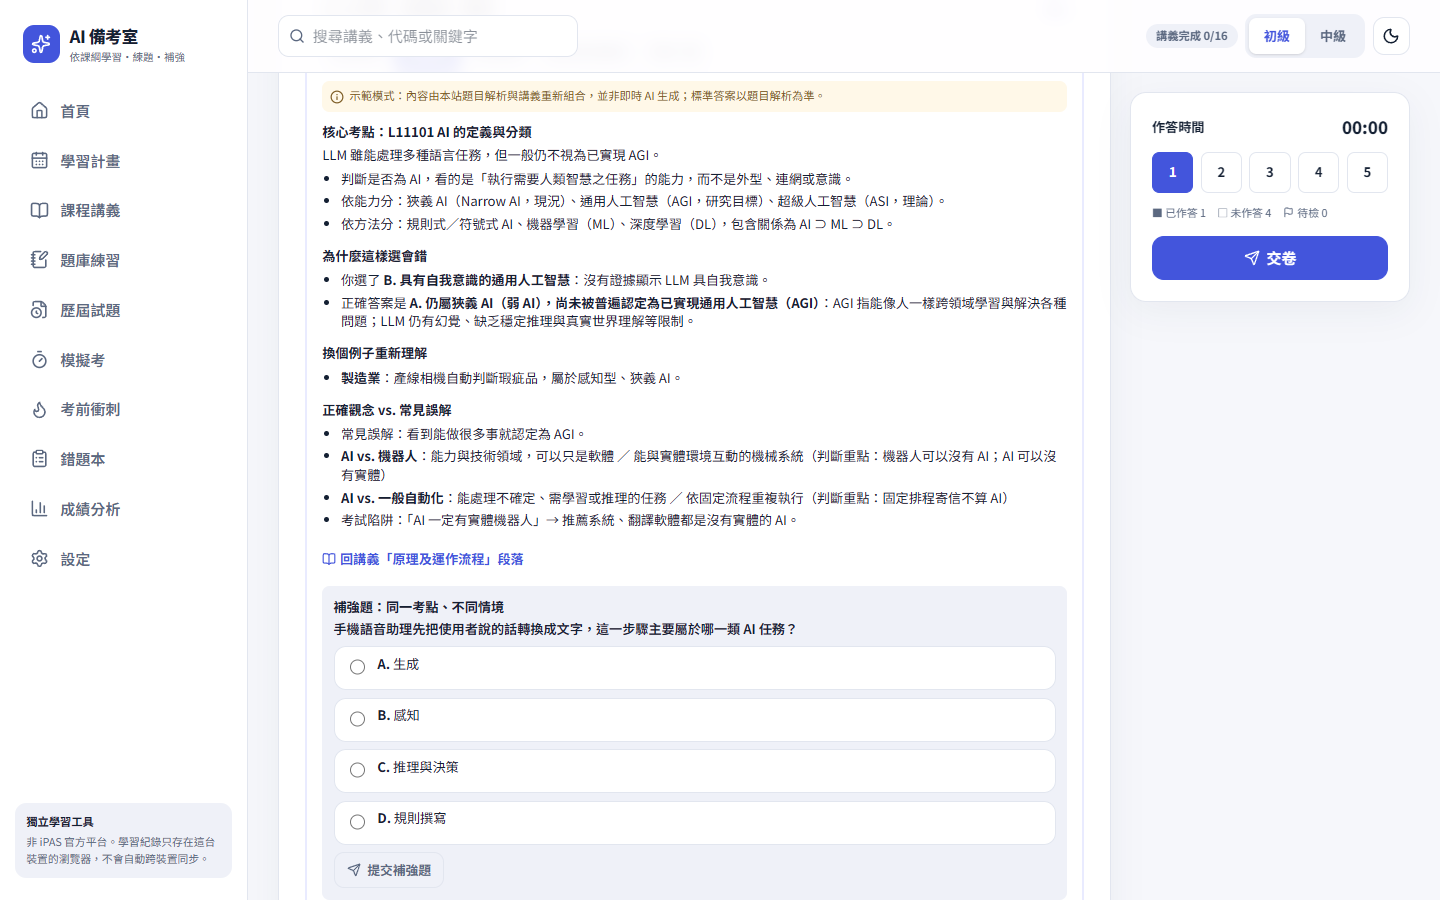 AI 備考室
依課綱學習・練題・補強
首頁
學習計畫
課程講義
題庫練習
歷屆試題
模擬考
考前衝刺
錯題本
成績分析
設定
獨立學習工具
非 iPAS 官方平台。學習紀錄只存在這台
裝置的瀏覽器，不會自動跨裝置同步。
搜尋講義、代碼或關鍵字
講義完成 0/16
初級
中級
示範模式：內容由本站題目解析與講義重新組合，並非即時 AI 生成；標準答案以題目解析為準。
核心考點：L11101 AI 的定義與分類
LLM 雖能處理多種語言任務，但一般仍不視為已實現 AGI。
判斷是否為 AI，看的是「執行需要人類智慧之任務」的能力，而不是外型、連網或意識。
依能力分：狹義 AI（Narrow AI，現況）、通用人工智慧（AGI，研究目標）、超級人工智慧（ASI，理論）。
依方法分：規則式／符號式 AI、機器學習（ML）、深度學習（DL），包含關係為 AI ⊃ ML ⊃ DL。
為什麼這樣選會錯
你選了 B. 具有自我意識的通用人工智慧：沒有證據顯示 LLM 具自我意識。
正確答案是 A. 仍屬狹義 AI（弱 AI），尚未被普遍認定為已實現通用人工智慧（AGI）：AGI 指能像人一樣跨領域學習與解決各種
問題；LLM 仍有幻覺、缺乏穩定推理與真實世界理解等限制。
換個例子重新理解
製造業：產線相機自動判斷瑕疵品，屬於感知型、狹義 AI。
正確觀念 vs. 常見誤解
常見誤解：看到能做很多事就認定為 AGI。
AI vs. 機器人：能力與技術領域，可以只是軟體 ／ 能與實體環境互動的機械系統（判斷重點：機器人可以沒有 AI；AI 可以沒
有實體）
AI vs. 一般自動化：能處理不確定、需學習或推理的任務 ／ 依固定流程重複執行（判斷重點：固定排程寄信不算 AI）
考試陷阱：「AI 一定有實體機器人」→ 推薦系統、翻譯軟體都是沒有實體的 AI。
回講義「原理及運作流程」段落
補強題：同一考點、不同情境
手機語音助理先把使用者說的話轉換成文字，這一步驟主要屬於哪一類 AI 任務？
A. 生成
B. 感知
C. 推理與決策
D. 規則撰寫
提交補強題
作答時間
00:00
1
2
3
4
5
已作答 1
未作答 4
待檢 0
交卷